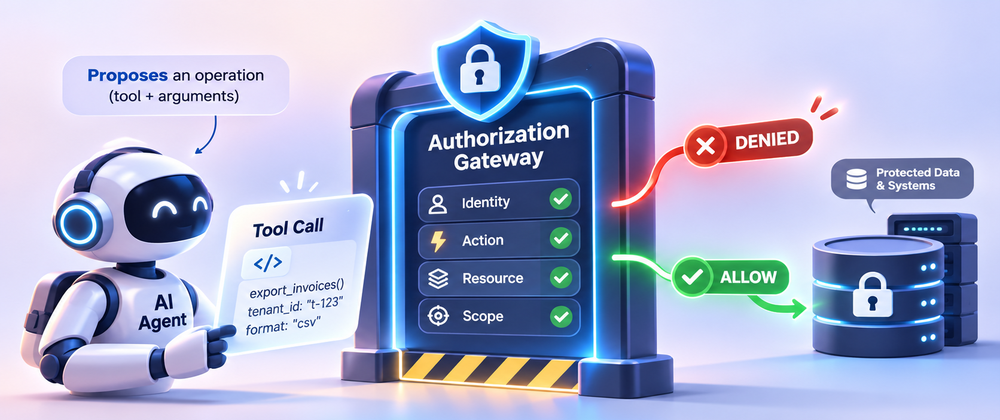 Proposes an operation
(tool + arguments)
AI
Agent
Tool Call
</>
export_invoices()
tenant_id: "t-123"
format: "csv"
Authorization
Gateway
Identity
Action
Resource
Scope
DENIED
ALLOW
Protected Data
& Systems